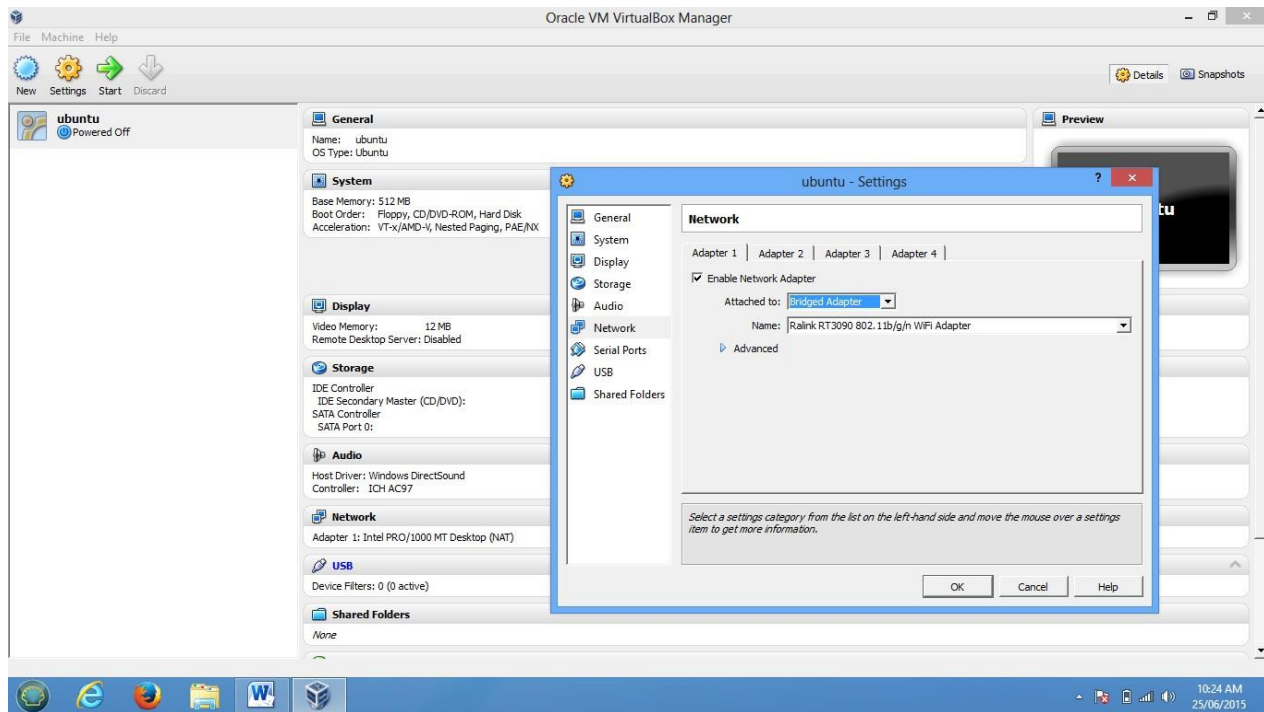 Oracle VM VirtualBox Manager
File Machine Help
New Settings Start Discard
Details Snapshots
ubuntu
Powered Off
General
Name: ubuntu
OS Type: Ubuntu
Preview
tu
System
Base Memory: 512 MB
Boot Order: Floppy, CD/DVD-ROM, Hard Disk
Acceleration: VT-x/AMD-V, Nested Paging, PAE/NX
Display
Video Memory: 12 MB
Remote Desktop Server: Disabled
Storage
IDE Controller
IDE Secondary Master (CD/DVD):
SATA Controller
SATA Port 0:
Audio
Host Driver: Windows DirectSound
Controller: ICH AC97
Network
Adapter 1: Intel PRO/1000 MT Desktop (NAT)
USB
Device Filters: 0 (0 active)
Shared Folders
None
ubuntu - Settings
?
General
System
Display
Storage
Audio
Network
Serial Ports
USB
Shared Folders
Network
Adapter 1 Adapter 2 Adapter 3 Adapter 4
Enable Network Adapter
Attached to: Bridged Adapter
Name: Ralink RT3090 802.11b/g/n WiFi Adapter
Advanced
Select a settings category from the list on the left-hand side and move the mouse over a settings
item to get more information.
OK Cancel Help
10:24 AM
25/06/2015